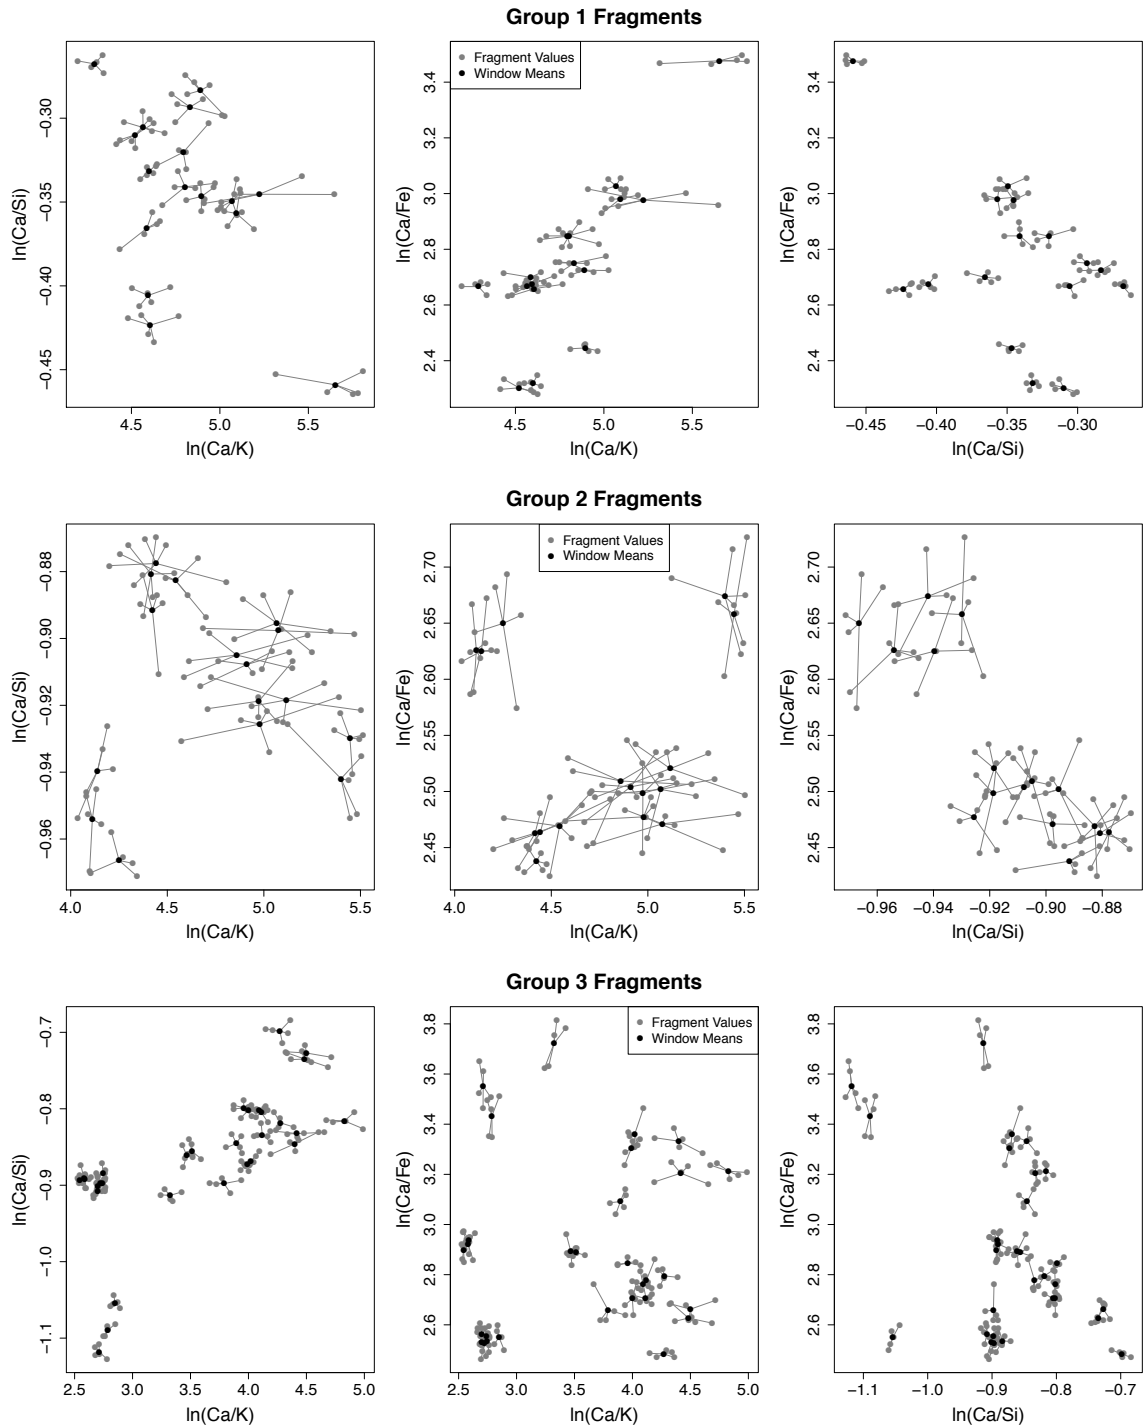 Group 1 Fragments
−0.30
−0.35
−0.40
−0.45
ln(Ca/Si)
4.5 5.0 5.5
ln(Ca/K)
Fragment Values
Window Means
3.4
3.2
3.0
2.8
2.6
2.4
ln(Ca/Fe)
4.5 5.0 5.5
ln(Ca/K)
3.4
3.2
3.0
2.8
2.6
2.4
ln(Ca/Fe)
−0.45 −0.40 −0.35 −0.30
ln(Ca/Si)
Group 2 Fragments
−0.88
−0.90
−0.92
−0.94
−0.96
ln(Ca/Si)
4.0 4.5 5.0 5.5
ln(Ca/K)
Fragment Values
Window Means
2.70
2.65
2.60
2.55
2.50
2.45
ln(Ca/Fe)
4.0 4.5 5.0 5.5
ln(Ca/K)
2.70
2.65
2.60
2.55
2.50
2.45
ln(Ca/Fe)
−0.96 −0.94 −0.92 −0.90 −0.88
ln(Ca/Si)
Group 3 Fragments
−0.7
−0.8
−0.9
−1.0
−1.1
ln(Ca/Si)
2.5 3.0 3.5 4.0 4.5 5.0
ln(Ca/K)
Fragment Values
Window Means
3.8
3.6
3.4
3.2
3.0
2.8
2.6
ln(Ca/Fe)
2.5 3.0 3.5 4.0 4.5 5.0
ln(Ca/K)
3.8
3.6
3.4
3.2
3.0
2.8
2.6
ln(Ca/Fe)
−1.1 −1.0 −0.9 −0.8 −0.7
ln(Ca/Si)